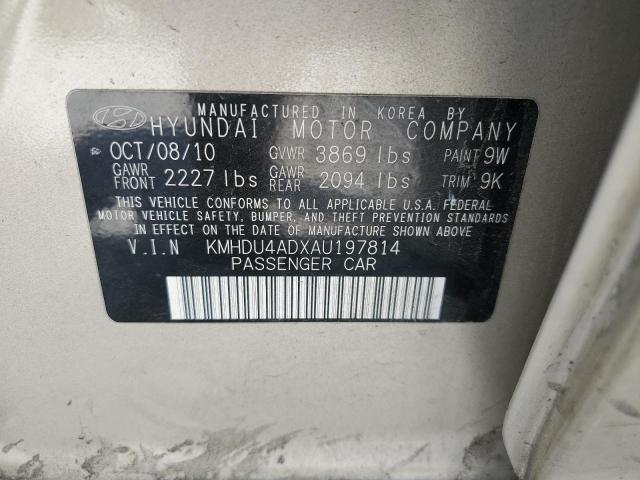 MANUFACTURED IN KOREA BY
HYUNDAI MOTOR COMPANY
OCT/08/10 GVWR 3869 lbs PAINT 9W
GAWR FRONT 2227 lbs GAWR REAR 2094 lbs TRIM 9K
THIS VEHICLE CONFORMS TO ALL APPLICABLE U.S.A. FEDERAL
MOTOR VEHICLE SAFETY, BUMPER, AND THEFT PREVENTION STANDARDS
IN EFFECT ON THE DATE OF MANUFACTURE SHOWN ABOVE.
V.I.N KMHDU4ADXAU197814
PASSENGER CAR